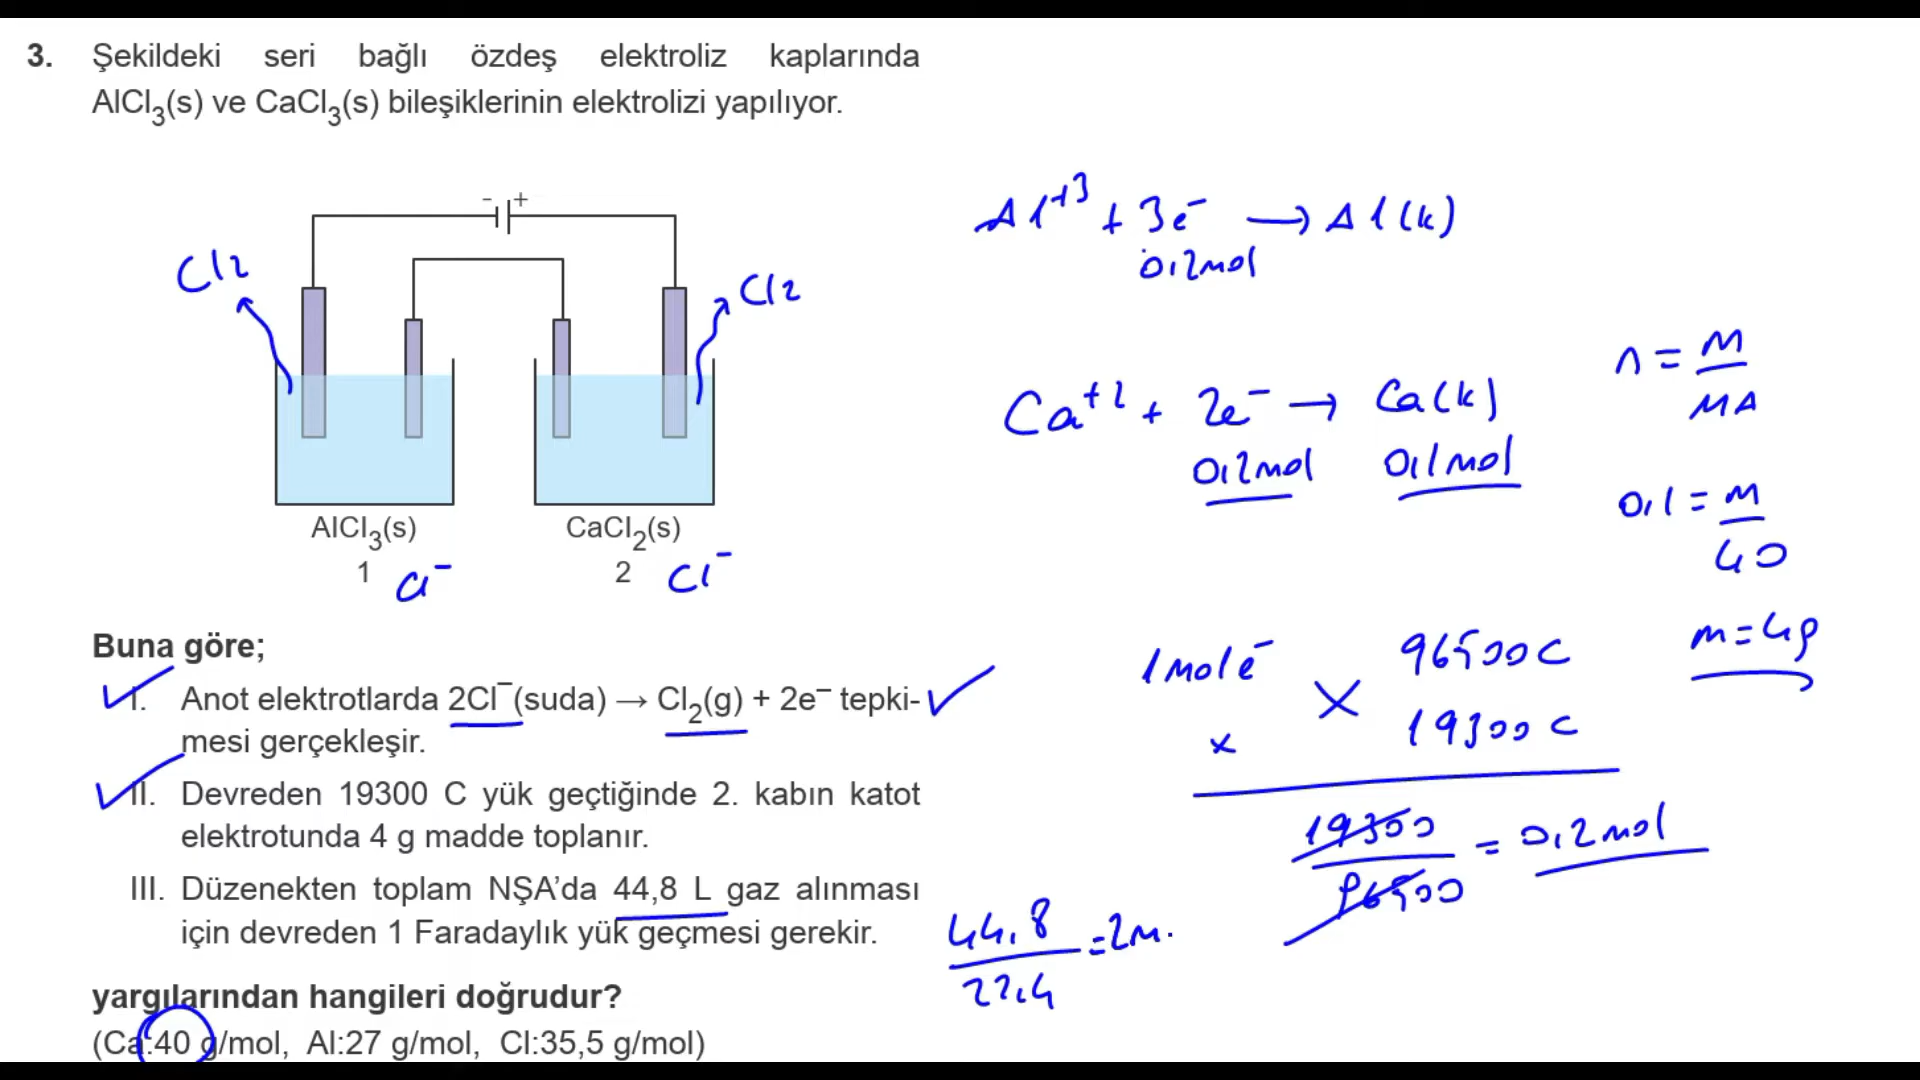 3. Şekildeki seri bağlı özdeş elektroliz kaplarında
AlCl3(s) ve CaCl3(s) bileşiklerinin elektrolizi yapılıyor.
- +
Cl2
Cl2
AlCl3(s)
1
Cl⁻
CaCl2(s)
2
Cl⁻
Buna göre;
I. Anot elektrotlarda 2Cl⁻(suda) → Cl2(g) + 2e⁻ tepki-
mesi gerçekleşir.
II. Devreden 19300 C yük geçtiğinde 2. kabın katot
elektrotunda 4 g madde toplanır.
III. Düzenekten toplam NŞA’da 44,8 L gaz alınması
için devreden 1 Faradaylık yük geçmesi gerekir.
yargılarından hangileri doğrudur?
(Ca:40 g/mol, Al:27 g/mol, Cl:35,5 g/mol)
Al⁺³ + 3e⁻ → Al(k)
0,2mol
Ca⁺² + 2e⁻ → Ca(k)
0,2mol 0,1mol
n = m
MA
0,1 = m
40
m=4g
1mol e⁻ 96500C
x 19300C
19300
96500
= 0,2mol
44,8
22,4
=2m.